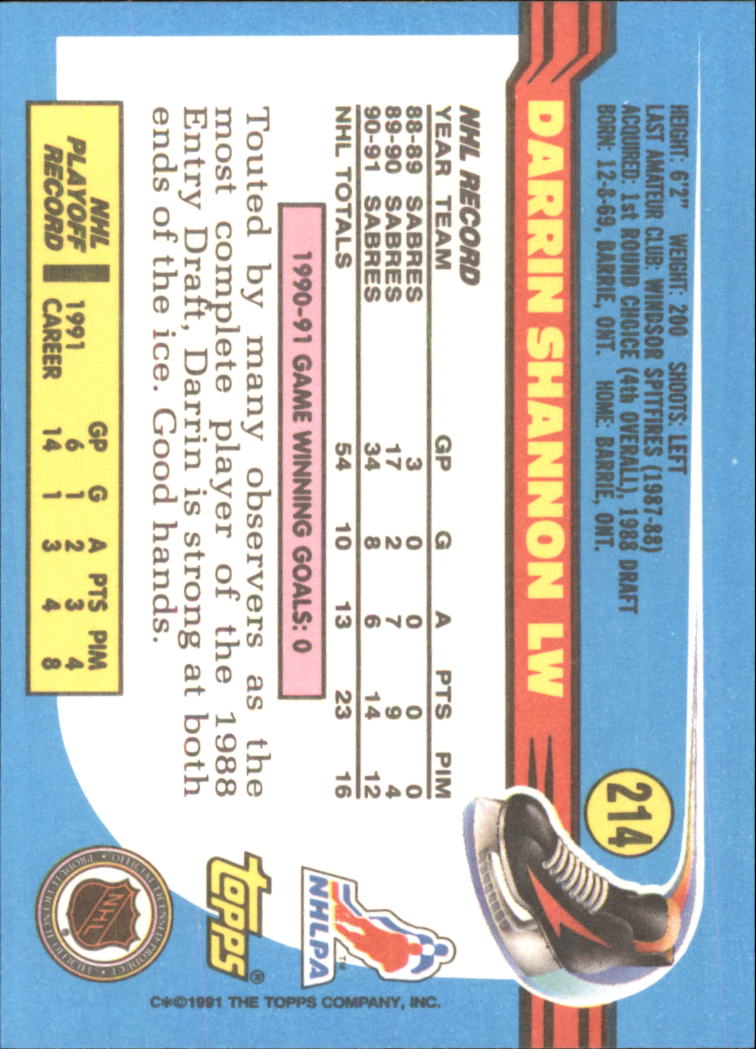 214
HEIGHT: 6'2" WEIGHT: 200 SHOOTS: LEFT
LAST AMATEUR CLUB: WINDSOR SPITFIRES (1987-88)
ACQUIRED: 1st ROUND CHOICE (4th OVERALL), 1988 DRAFT
BORN: 12-8-69, BARRIE, ONT. HOME: BARRIE, ONT.
DARRIN SHANNON LW
NHL RECORD
YEAR TEAM GP G A PTS PIM
88-89 SABRES 3 0 0 0 0
89-90 SABRES 17 2 7 9 4
90-91 SABRES 34 8 6 14 12
NHL TOTALS 54 10 13 23 16
1990-91 GAME WINNING GOALS: 0
Touted by many observers as the
most complete player of the 1988
Entry Draft, Darrin is strong at both
ends of the ice. Good hands.
NHL PLAYOFF RECORD
GP G A PTS PIM
1991 6 1 2 3 4
CAREER 14 1 3 4 8
NHLPA TM
TOPPS ®
NHL ®
OFFICIAL LICENSED PRODUCT
C*©1991 THE TOPPS COMPANY, INC.